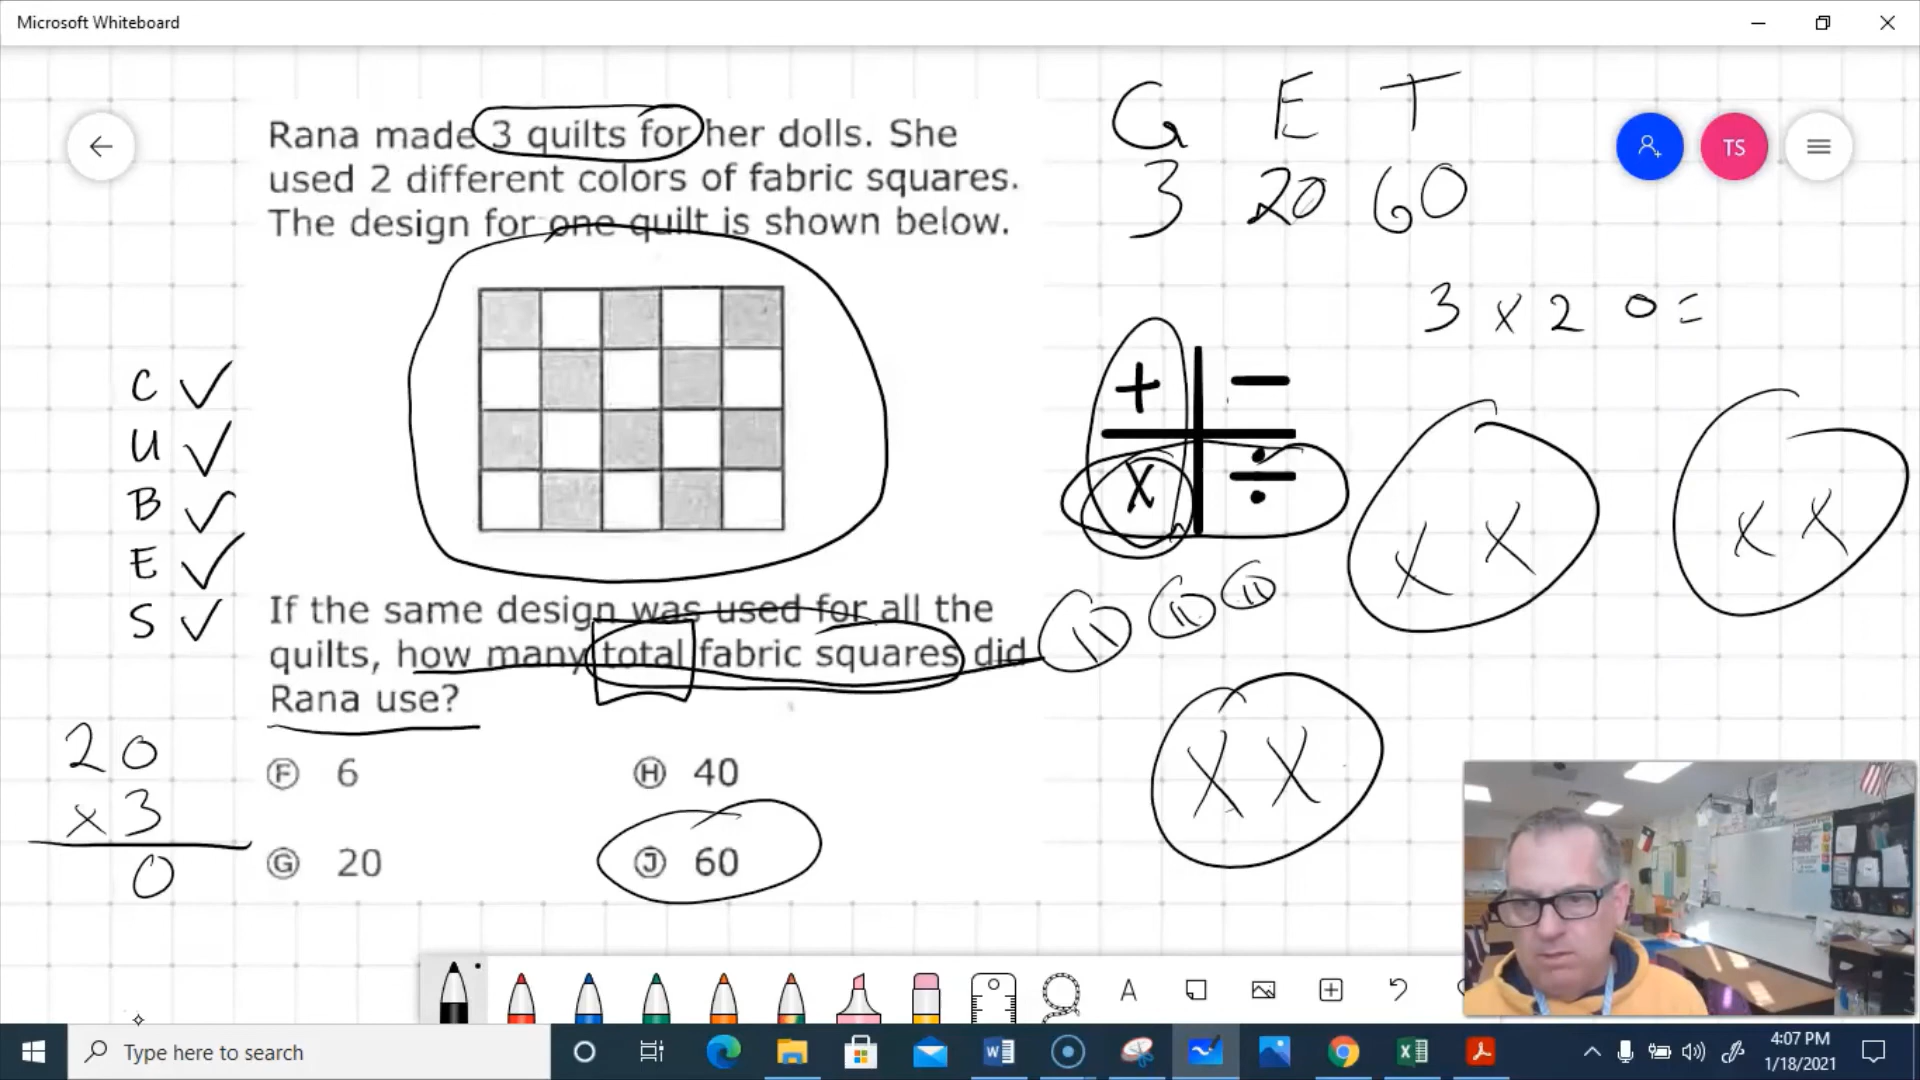 Microsoft Whiteboard
Rana made 3 quilts for her dolls. She
used 2 different colors of fabric squares.
The design for one quilt is shown below.
If the same design was used for all the
quilts, how many total fabric squares did
Rana use?
F 6
H 40
G 20
J 60
C ✓
U ✓
B ✓
E ✓
S ✓
20
x 3
0
G E T
3 20 60
3 x 20 =
+ −
x ÷
X X
X X
X X
TS
A
Type here to search
4:07 PM
1/18/2021